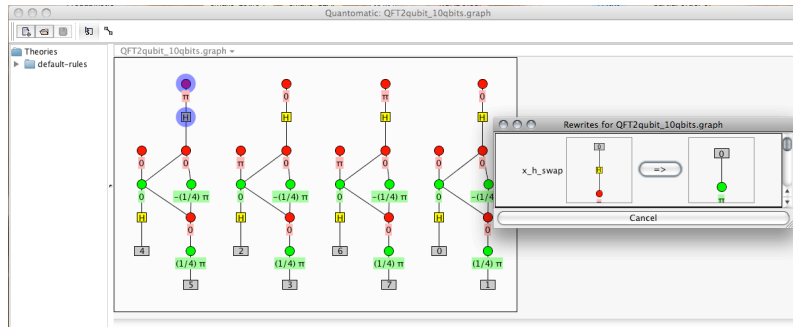 Quantomatic: QFT2qubit_10qbits.graph
Theories
default-rules
QFT2qubit_10qbits.graph
π 0 π 0
H H H H
0 0 π 0 0 0 π 0
0 −(1/4) π 0 −(1/4) π 0 −(1/4) π 0
H H H H
0 0 0 0
4 2 6 0
(1/4) π (1/4) π (1/4) π (1/4) π
5 3 7 1
Rewrites for QFT2qubit_10qbits.graph
x_h_swap
0 H =>
0 π
Cancel